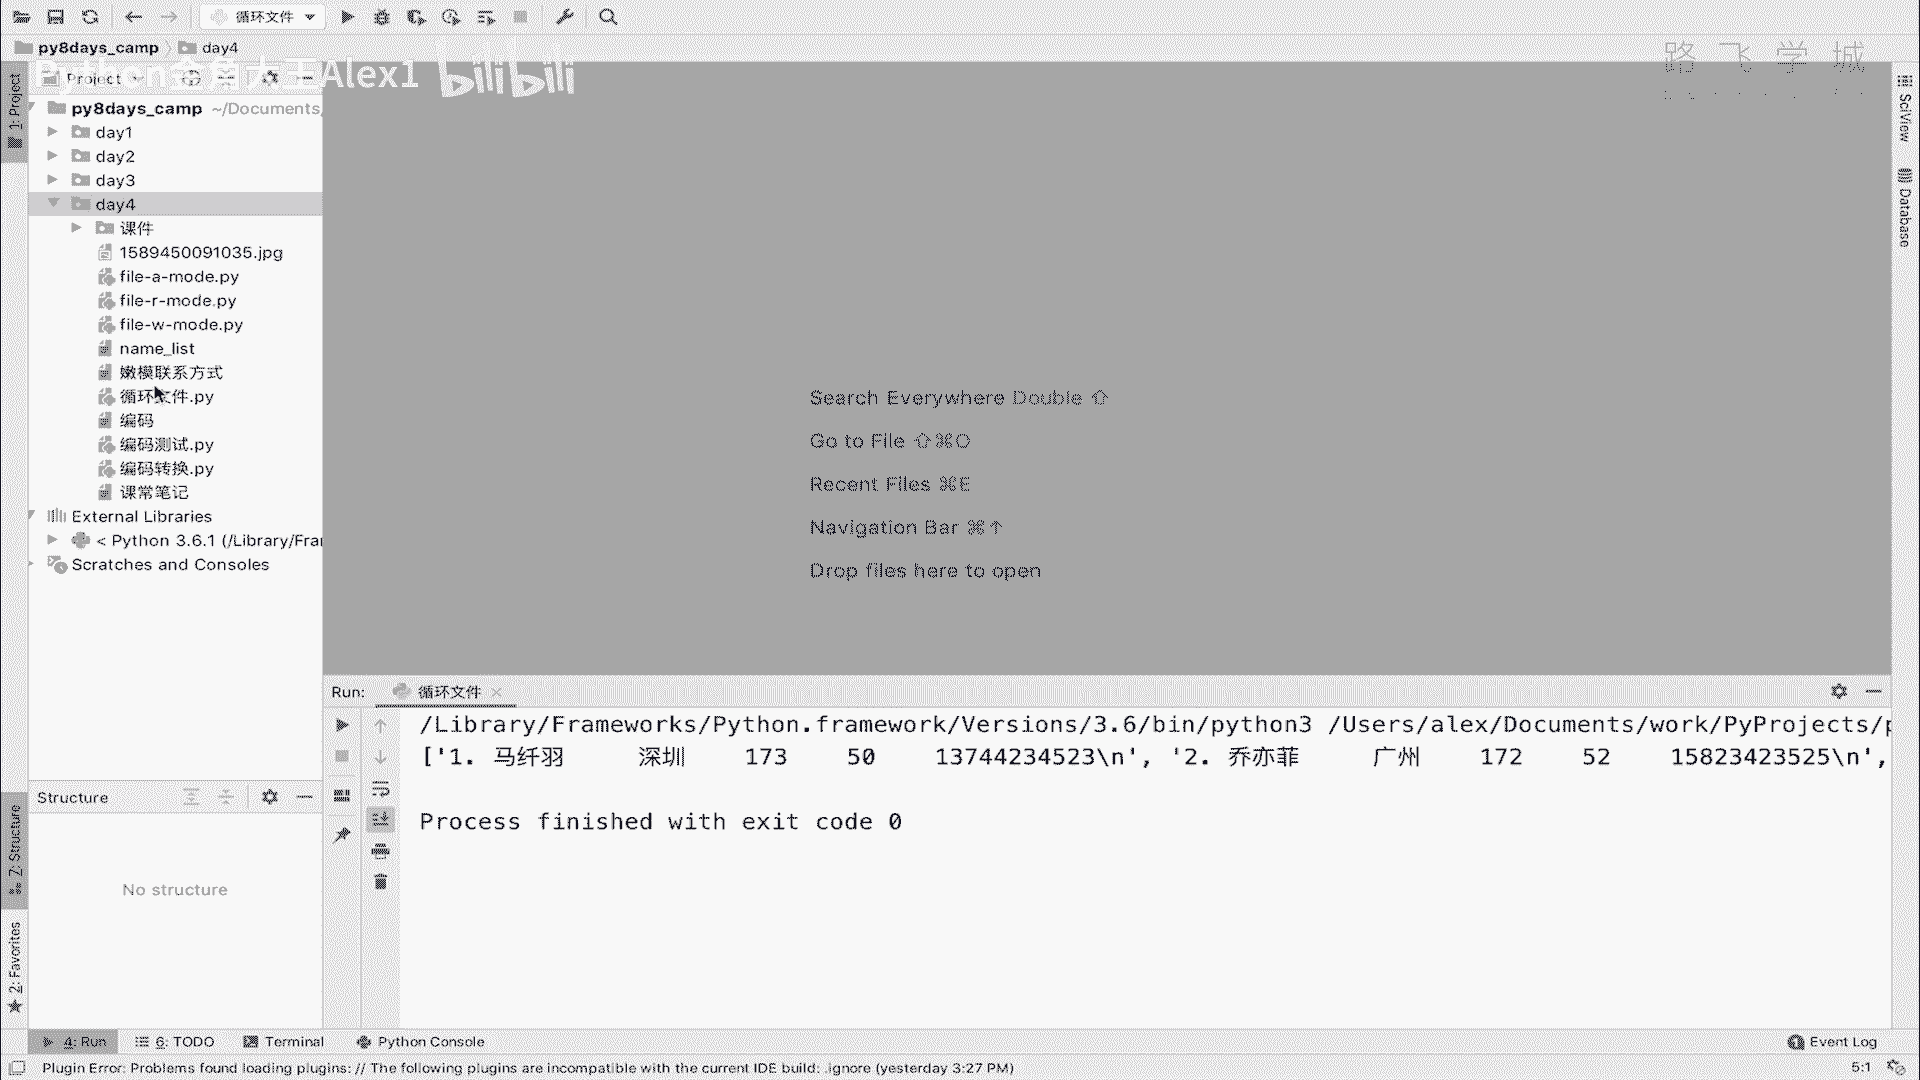 循环文件
py8days_camp
day4
路飞学城
Python金角大王Alex1 bilibili
Project
1: Project
py8days_camp ~/Documents/
day1
day2
day3
day4
课件
1589450091035.jpg
file-a-mode.py
file-r-mode.py
file-w-mode.py
name_list
嫩模联系方式
循环文件.py
编码
编码测试.py
编码转换.py
课常笔记
External Libraries
< Python 3.6.1 (/Library/Fra
Scratches and Consoles
Search Everywhere Double ⇧
Go to File ⇧⌘O
Recent Files ⌘E
Navigation Bar ⌘↑
Drop files here to open
SciView
Database
Structure
No structure
7: Structure
2: Favorites
Run: 循环文件
/Library/Frameworks/Python.framework/Versions/3.6/bin/python3 /Users/alex/Documents/work/PyProjects/p
['1. 马纤羽 深圳 173 50 13744234523\n', '2. 乔亦菲 广州 172 52 15823423525\n',
Process finished with exit code 0
4: Run
6: TODO
Terminal
Python Console
Event Log
Plugin Error: Problems found loading plugins: // The following plugins are incompatible with the current IDE build: .ignore (yesterday 3:27 PM)
5:1